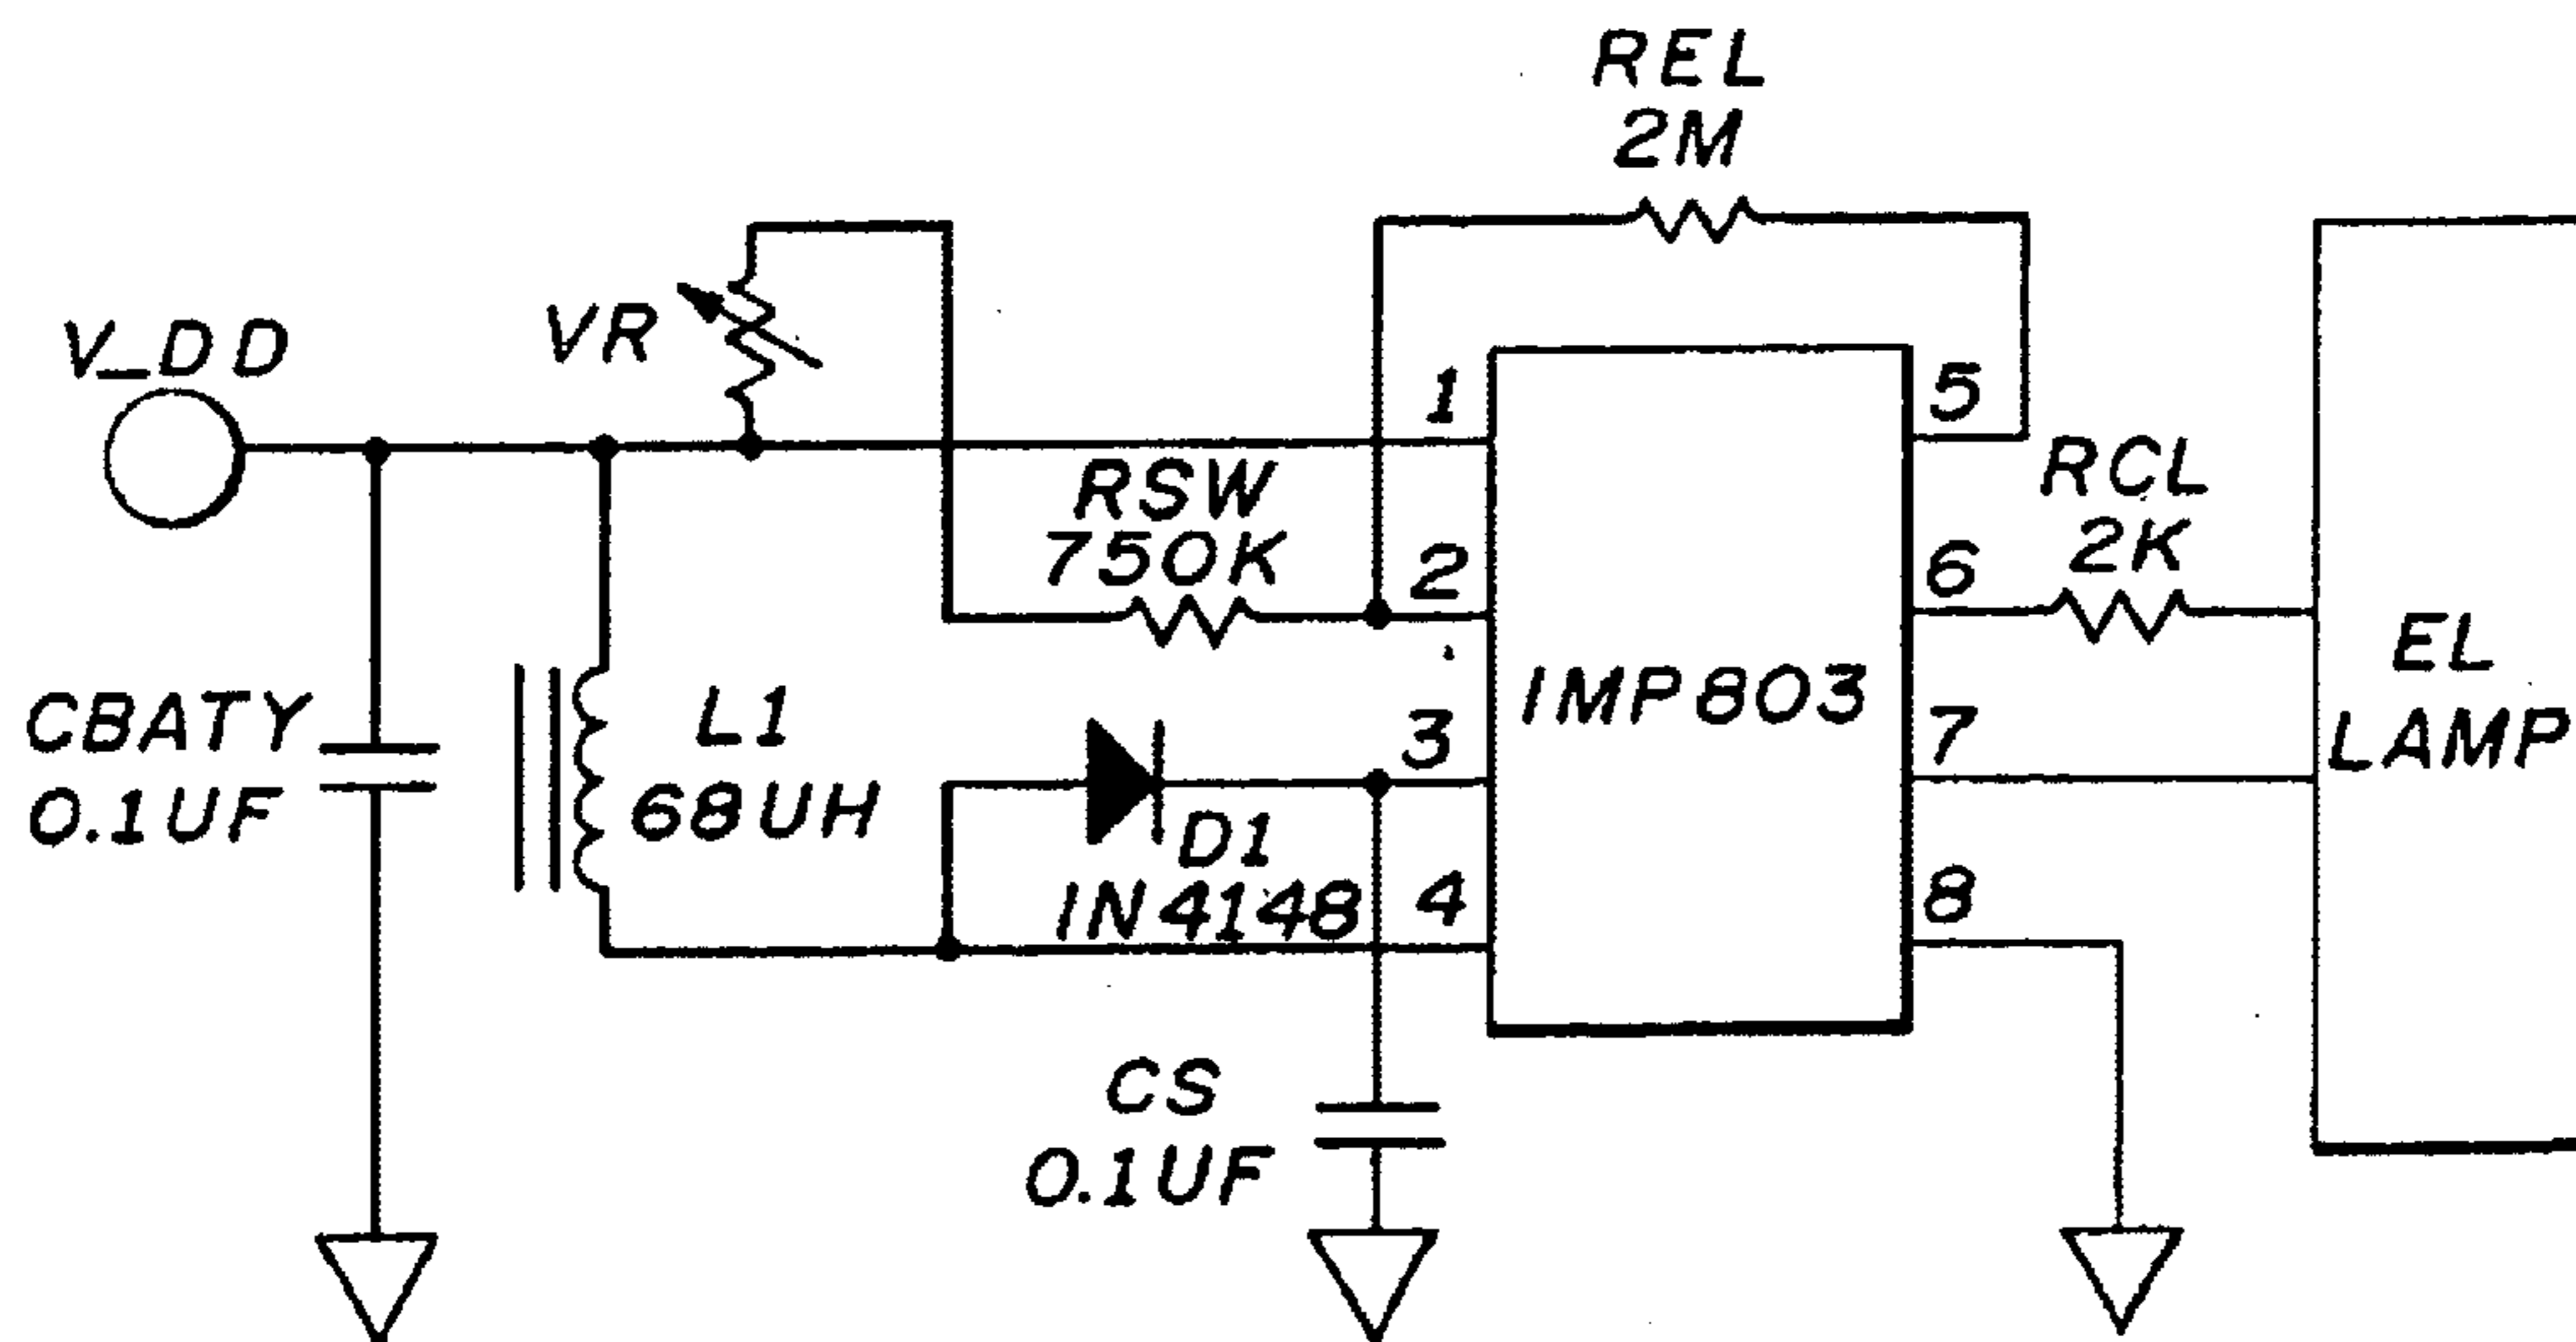 REL
2M
V_DD
VR
1
5
RSW
750K
RCL
2K
2
6
IMP803
EL
LAMP
CBATY
0.1UF
L1
68UH
3
7
D1
IN4148
4
8
CS
0.1UF